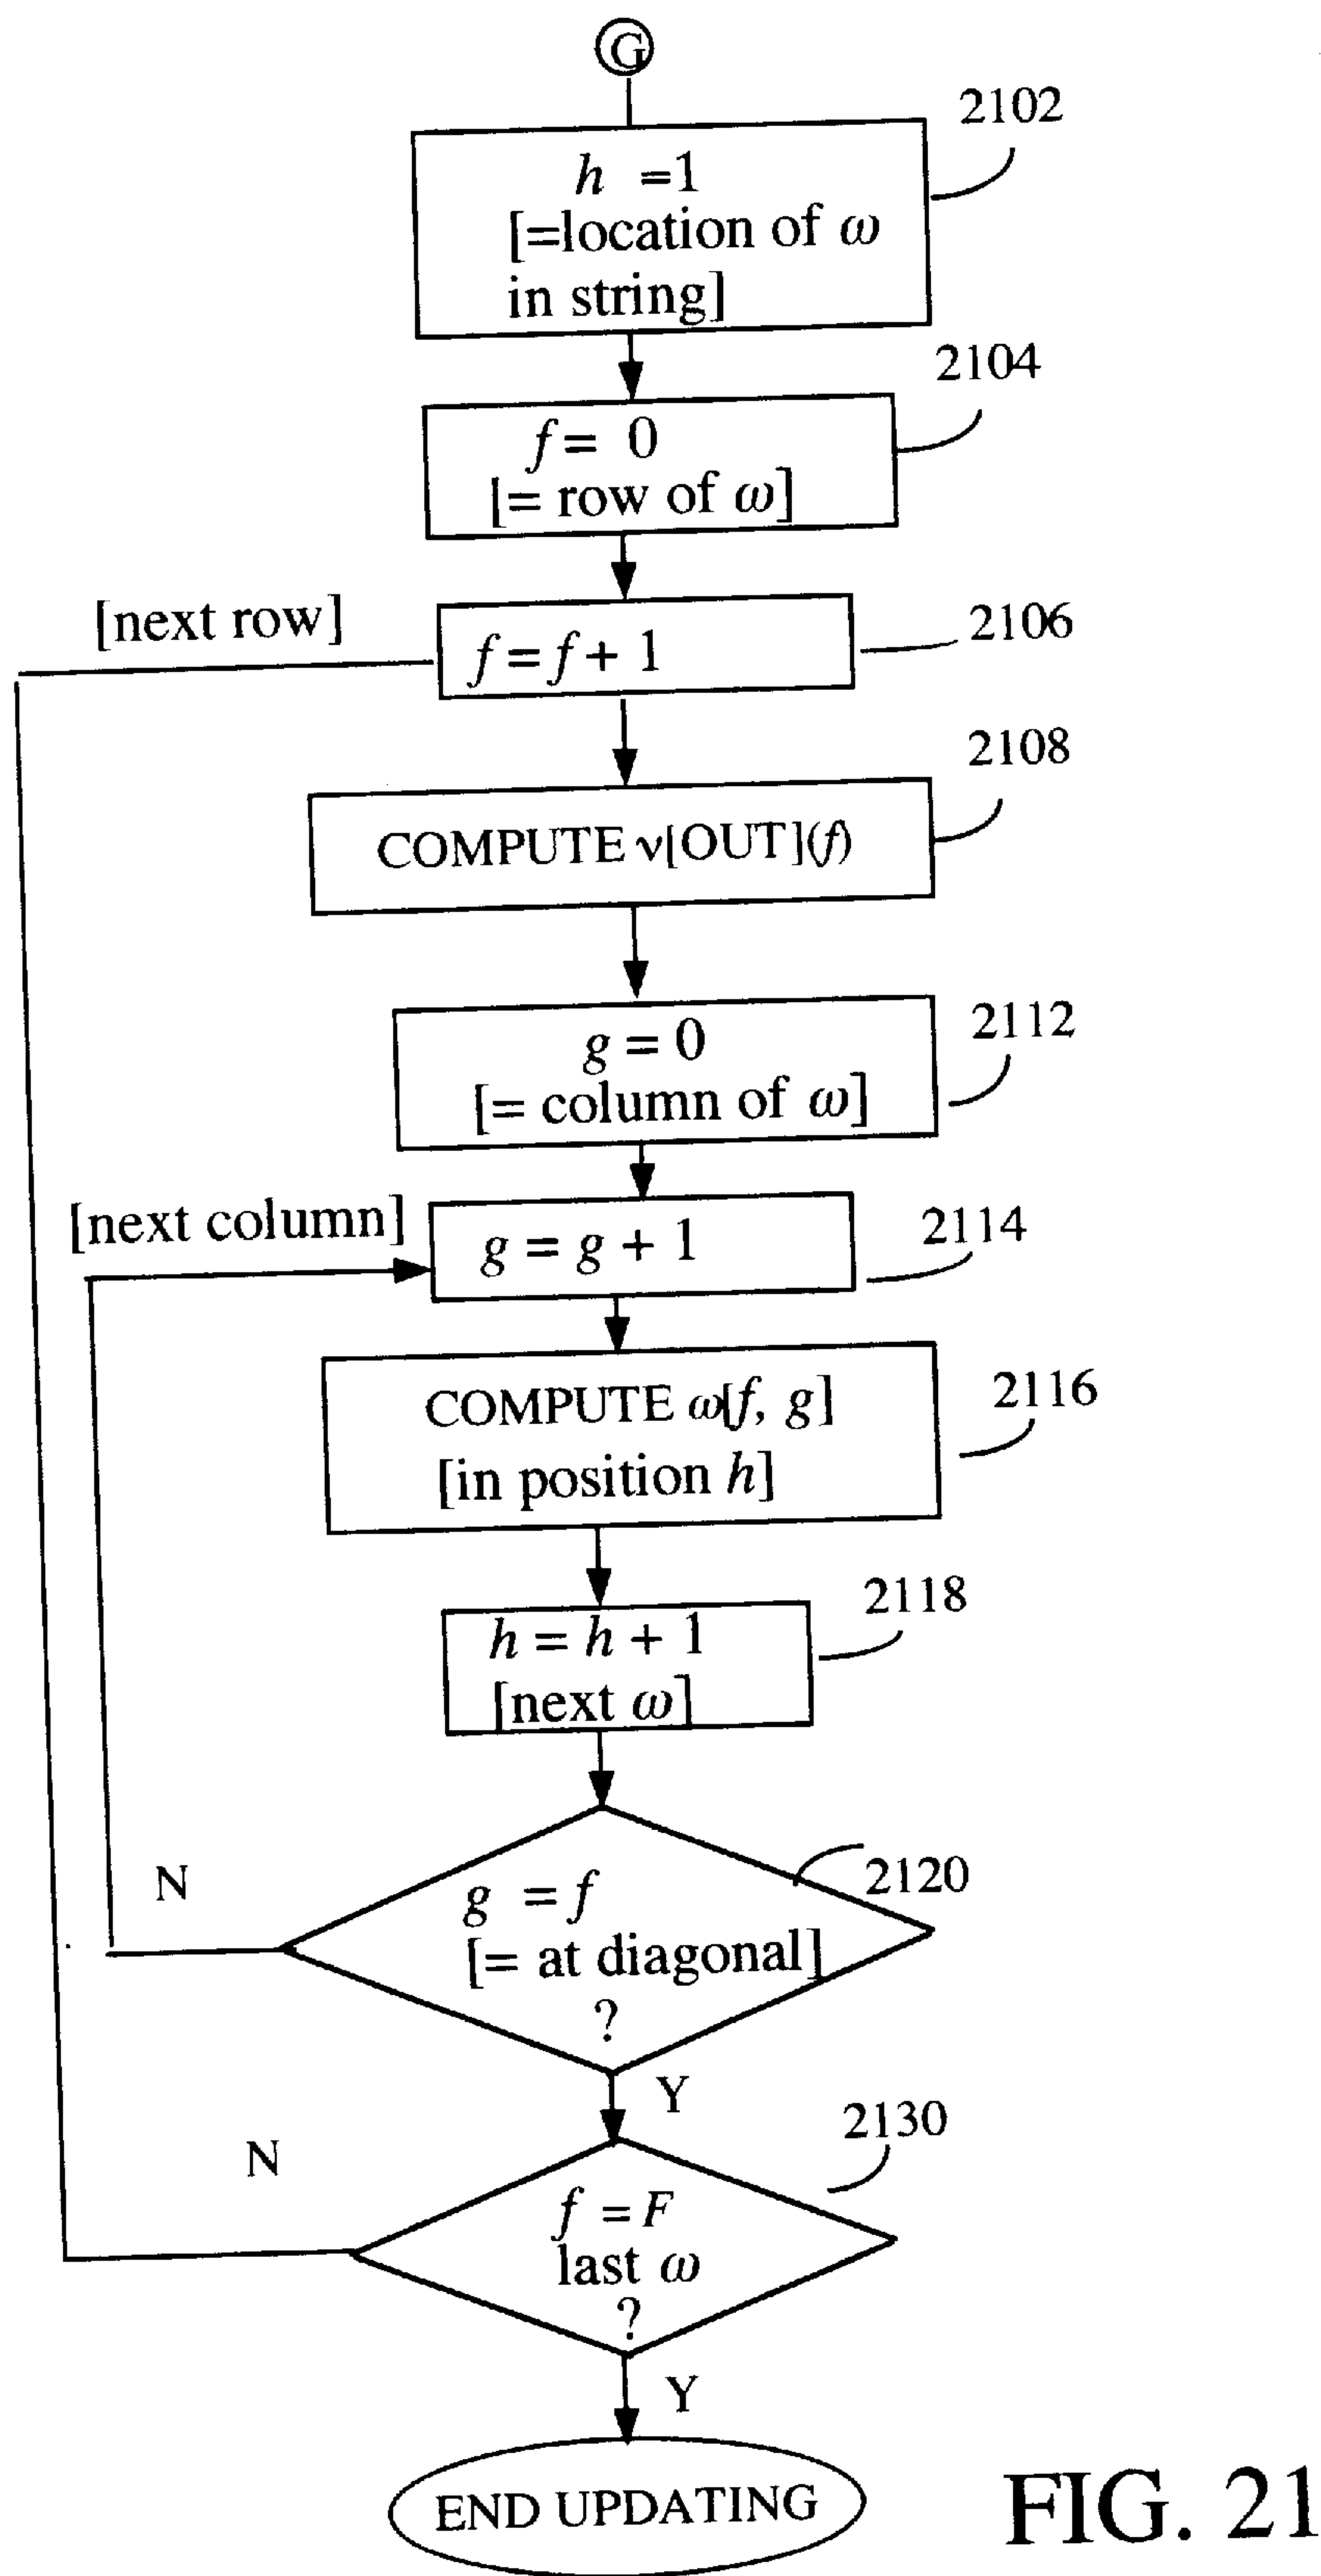 G
2102
h =1
[=location of ω
in string]
2104
f = 0
[= row of ω]
[next row]
2106
f = f + 1
2108
COMPUTE ν[OUT](f)
2112
g = 0
[= column of ω]
[next column]
2114
g = g + 1
2116
COMPUTE ω[f, g]
[in position h]
2118
h = h + 1
[next ω]
N
2120
g = f
[= at diagonal]
?
Y
2130
N
f = F
last ω
?
Y
END UPDATING
FIG. 21